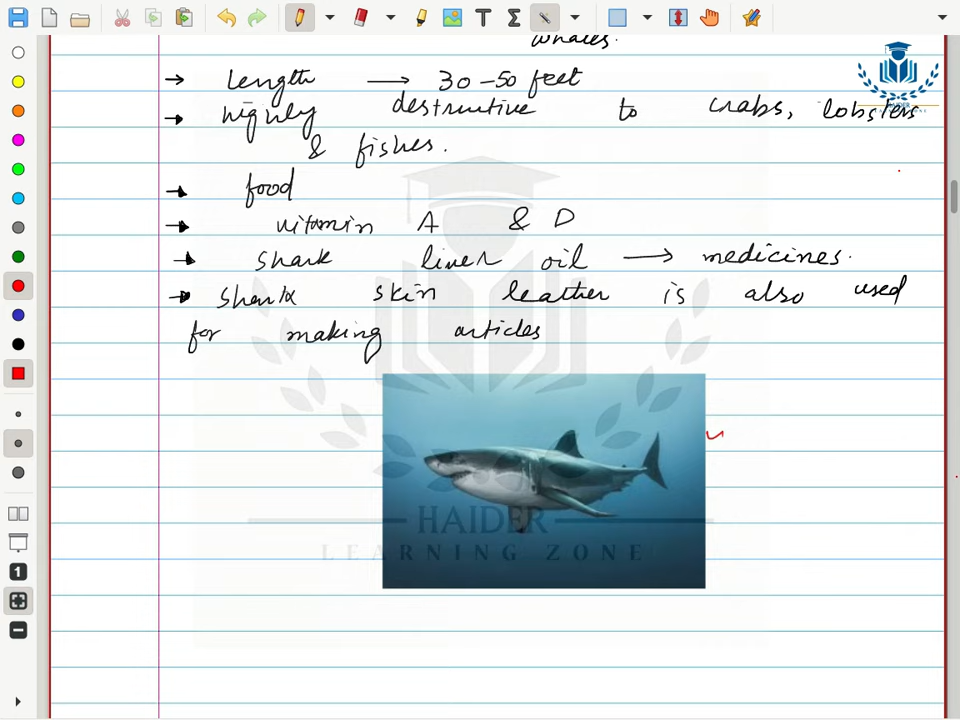 whales.
→ length → 30-50 feet
→ highly destructive to crabs, lobsters
& fishes.
→ food
→ vitamin A & D
→ shark liver oil → medicines.
→ shark skin leather is also used
for making articles
HAIDER
HAIDER
LEARNING ZONE